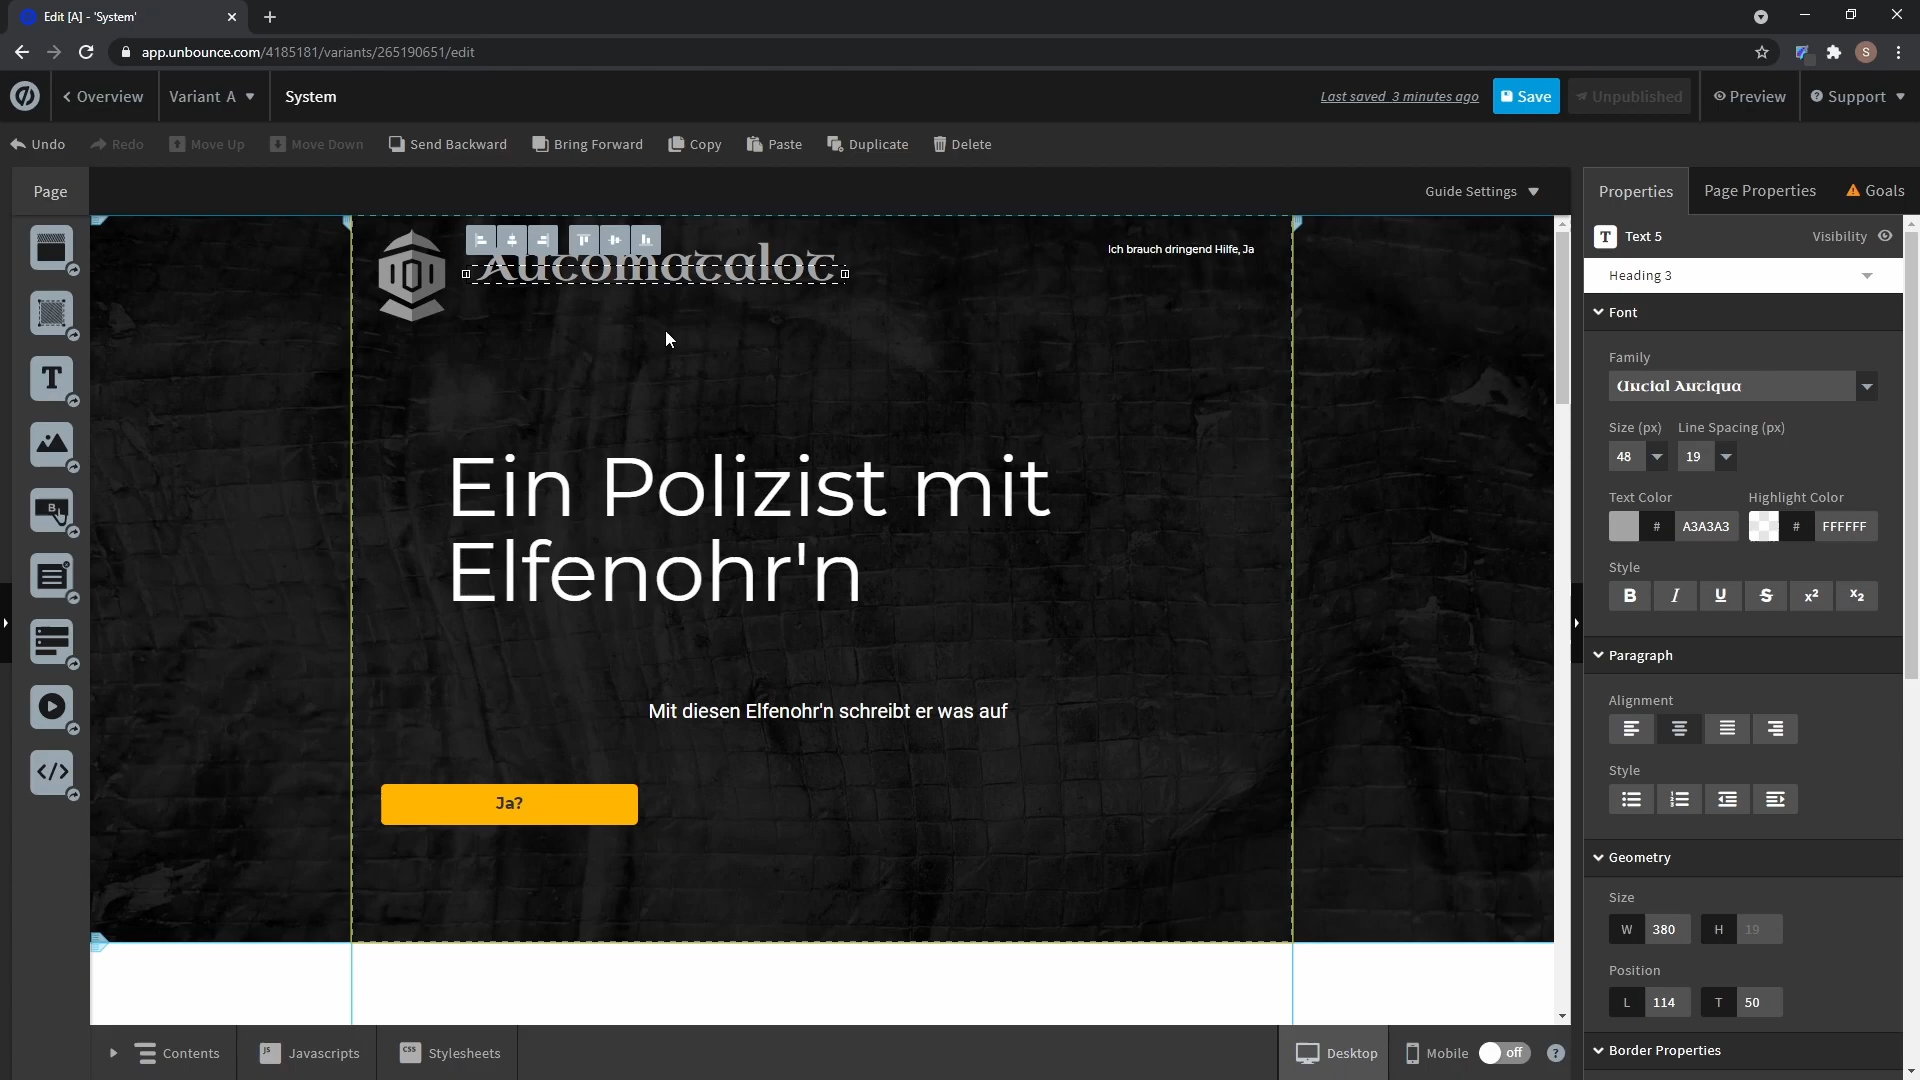 Edit [A] - 'System'
app.unbounce.com/4185181/variants/265190651/edit
S
Overview
Variant A
System
Last saved 3 minutes ago
Save
Unpublished
Preview
Support
Undo
Redo
Move Up
Move Down
Send Backward
Bring Forward
Copy
Paste
Duplicate
Delete
Page
Guide Settings
Properties
Page Properties
Goals
Automatalot
Ich brauch dringend Hilfe, Ja
Ein Polizist mit
Elfenohr'n
Mit diesen Elfenohr'n schreibt er was auf
Ja?
T
B
T Text 5
Visibility
Heading 3
Font
Family
Uncial Antiqua
Size (px) Line Spacing (px)
48 19
Text Color Highlight Color
# A3A3A3 # FFFFFF
Style
B I U S x² x₂
Paragraph
Alignment
Style
Geometry
Size
W 380 H 19
Position
L 114 T 50
Border Properties
Contents
JS Javascripts
CSS Stylesheets
Desktop
Mobile
off
?